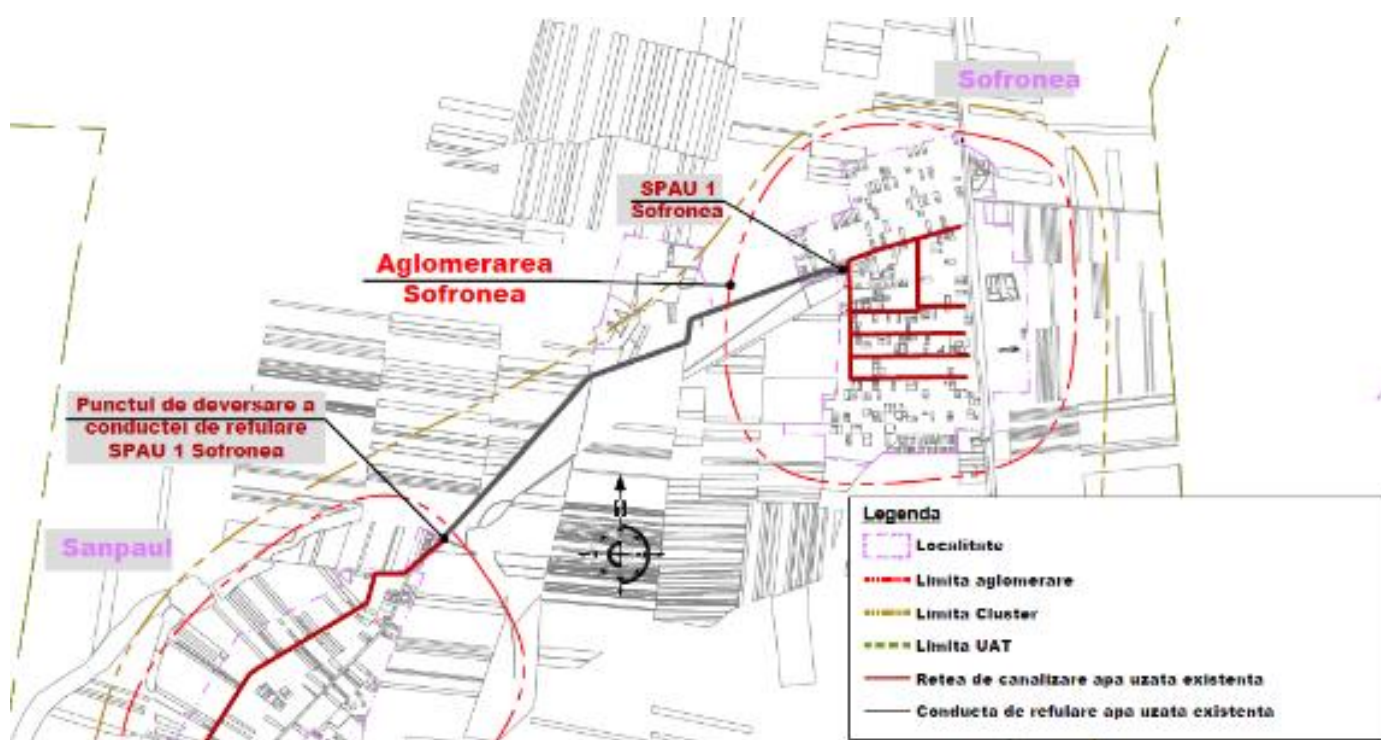 Sofronea
SPAU 1
Sofronea
Aglomerarea
Sofronea
Punctul de deversare a
conductei de refulare
SPAU 1 Sofronea
Sanpaul
Legenda
Localitate
Limita aglomerare
Limita Cluster
Limita UAT
Retea de canalizare apa uzata existenta
Conducta de refulare apa uzata existenta